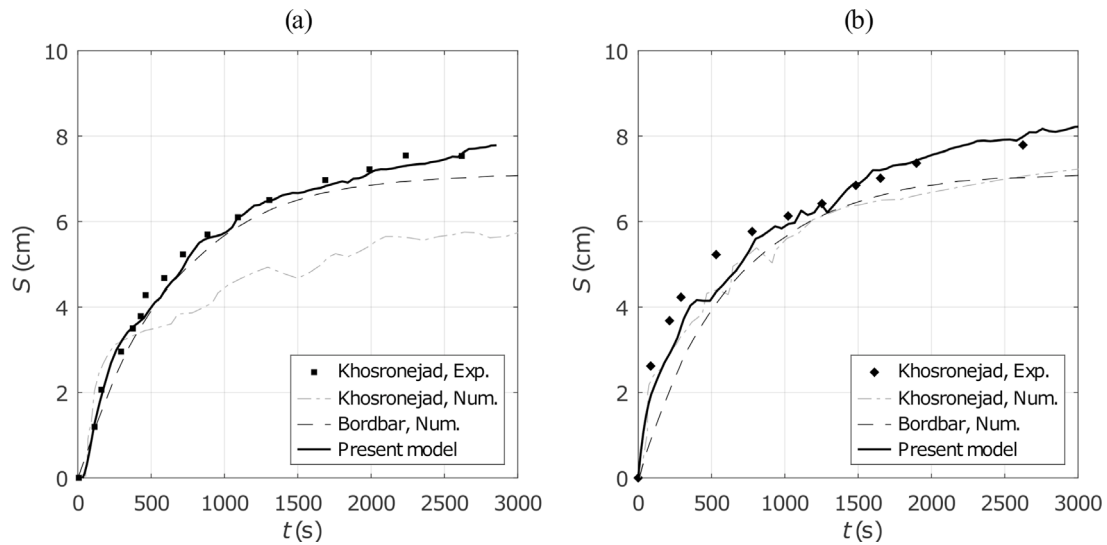 (a)
10
8
6
4
2
0
S (cm)
0 500 1000 1500 2000 2500 3000
t (s)
Khosronejad, Exp.
Khosronejad, Num.
Bordbar, Num.
Present model
(b)
10
8
6
4
2
0
S (cm)
0 500 1000 1500 2000 2500 3000
t (s)
Khosronejad, Exp.
Khosronejad, Num.
Bordbar, Num.
Present model